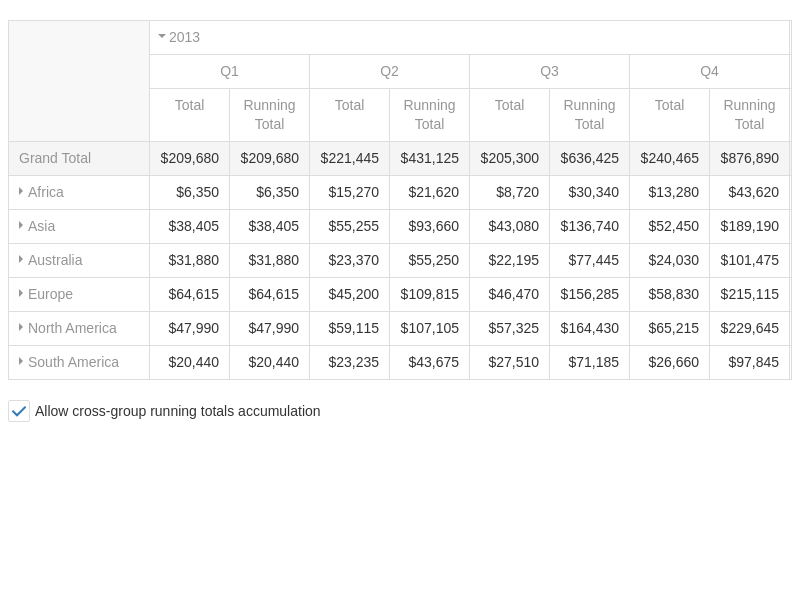 2013
Q1 Q2 Q3 Q4
Total Running Total Total Running Total Total Running Total Total Running Total
Grand Total $209,680 $209,680 $221,445 $431,125 $205,300 $636,425 $240,465 $876,890
Africa $6,350 $6,350 $15,270 $21,620 $8,720 $30,340 $13,280 $43,620
Asia $38,405 $38,405 $55,255 $93,660 $43,080 $136,740 $52,450 $189,190
Australia $31,880 $31,880 $23,370 $55,250 $22,195 $77,445 $24,030 $101,475
Europe $64,615 $64,615 $45,200 $109,815 $46,470 $156,285 $58,830 $215,115
North America $47,990 $47,990 $59,115 $107,105 $57,325 $164,430 $65,215 $229,645
South America $20,440 $20,440 $23,235 $43,675 $27,510 $71,185 $26,660 $97,845
Allow cross-group running totals accumulation